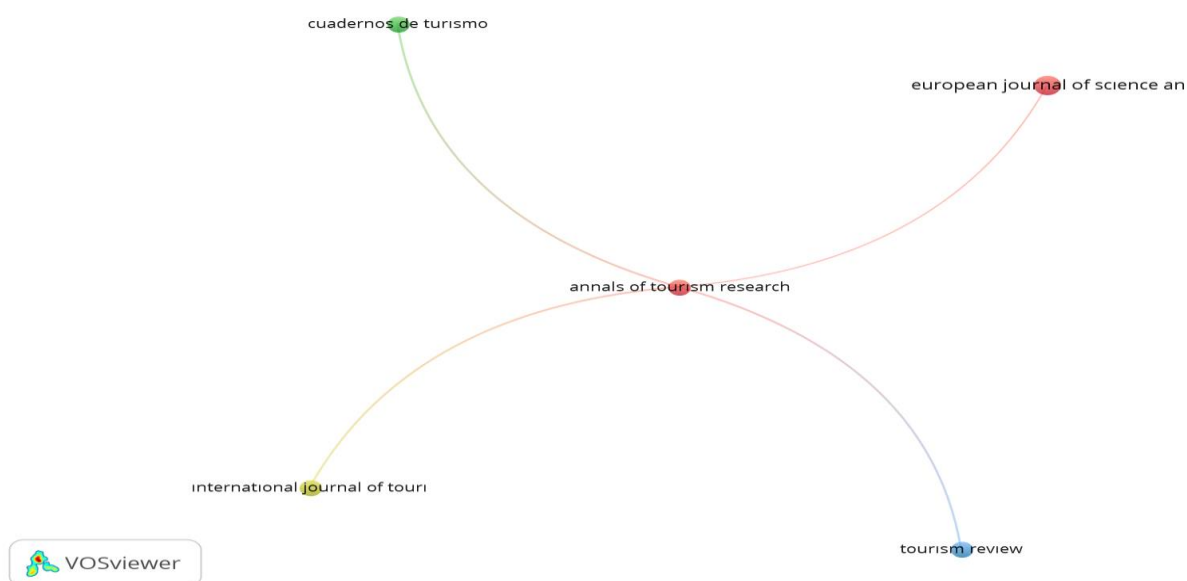 cuadernos de turismo
european journal of science an
annals of tourism research
international journal of touri
tourism review
VOSviewer